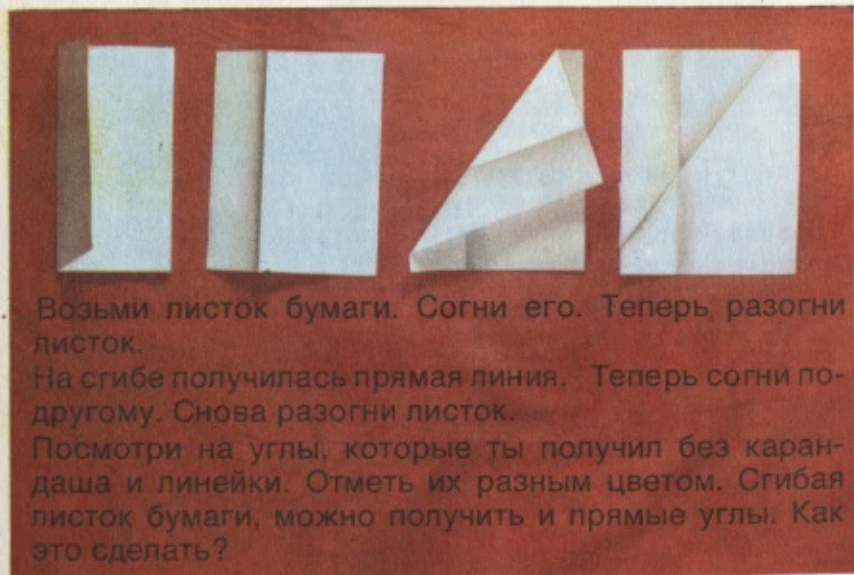 Возьми листок бумаги. Согни его. Теперь разогни
листок.
На сгибе получилась прямая линия. Теперь согни по-
другому. Снова разогни листок.
Посмотри на углы, которые ты получил без каран-
даша и линейки. Отметь их разным цветом. Сгибая
листок бумаги, можно получить и прямые углы. Как
это сделать?